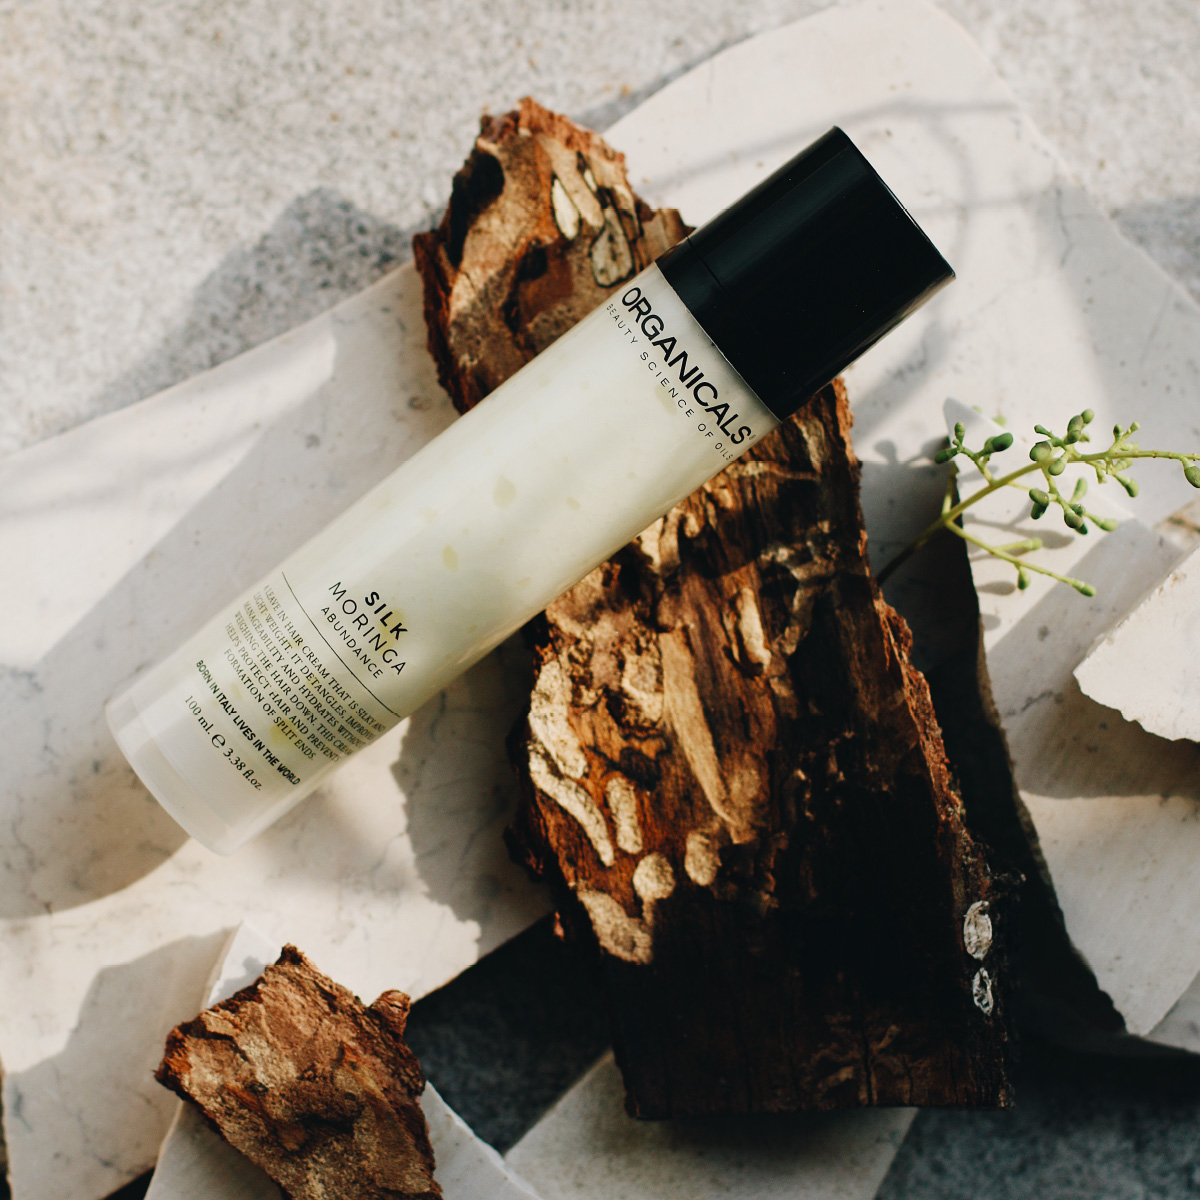 ORGANICALS
BEAUTY SCIENCE OF OILS
SILK
MORINGA
ABUNDANCE
LEAVE IN HAIR CREAM THAT IS SILKY AND
LIGHT WEIGHT. IT DETANGLES, IMPROVES
MANAGEABILITY AND HYDRATES WITHOUT
WEIGHING THE HAIR DOWN. THIS CREAM
HELPS PROTECT HAIR AND PREVENTS
FORMATION OF SPLIT ENDS.
BORN IN ITALY LIVES IN THE WORLD
100 ml. ℮ 3.38 fl.oz.